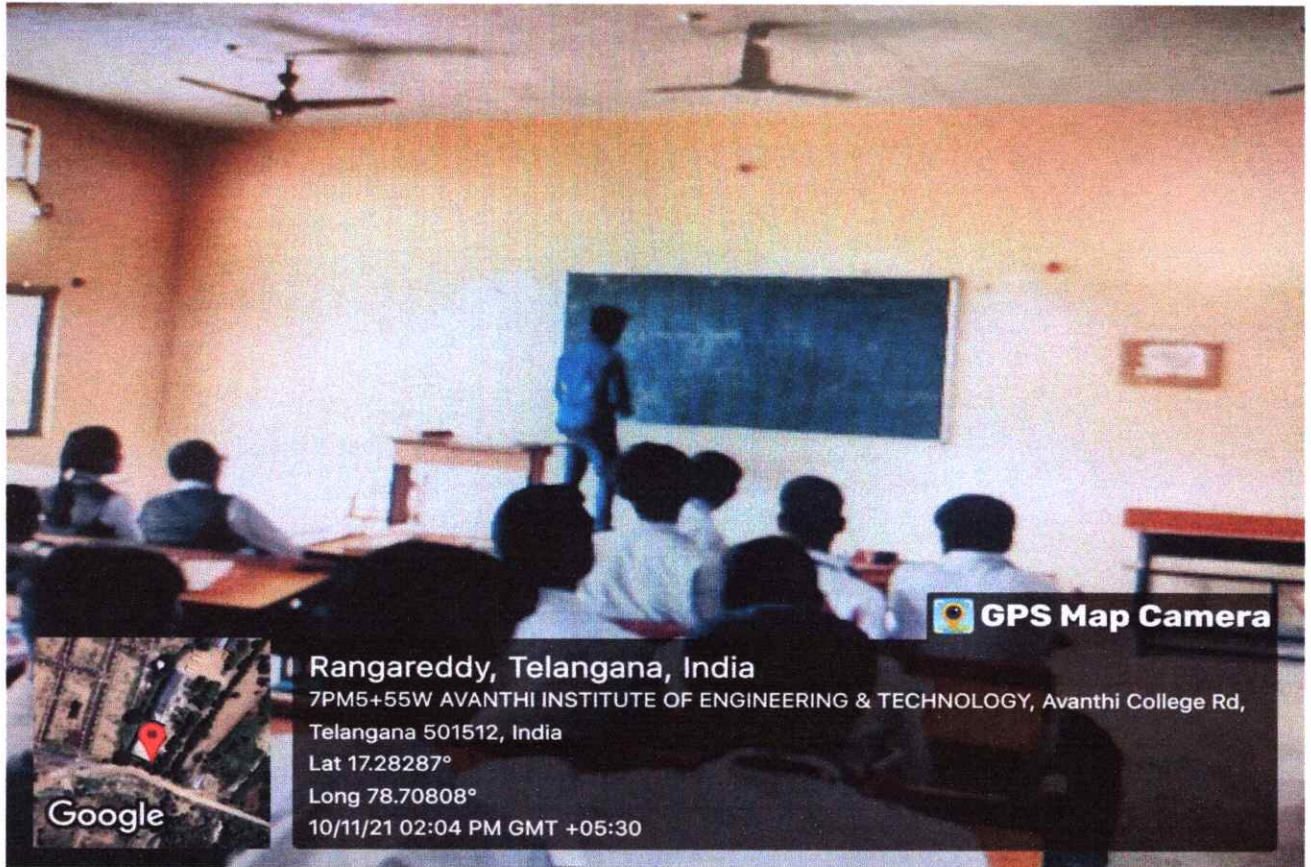 GPS Map Camera
Rangareddy, Telangana, India
7PM5+55W AVANTHI INSTITUTE OF ENGINEERING & TECHNOLOGY, Avanthi College Rd,
Telangana 501512, India
Lat 17.28287°
Long 78.70808°
10/11/21 02:04 PM GMT +05:30
Google